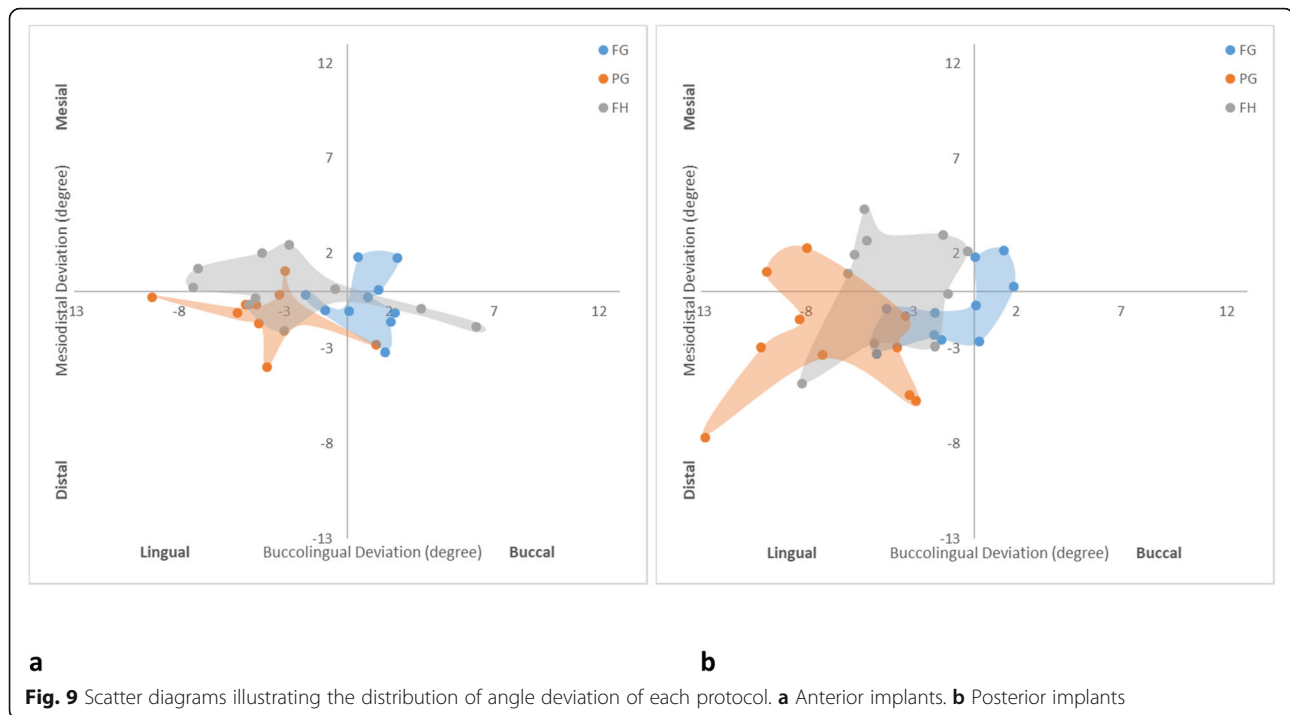 12
FG
PG
FH
Mesial
7
Mesiodistal Deviation (degree)
2
-13
-8
-3
2
7
12
-3
-8
Distal
-13
Lingual
Buccolingual Deviation (degree)
Buccal
12
FG
PG
FH
Mesial
7
Mesiodistal Deviation (degree)
2
-13
-8
-3
2
7
12
-3
-8
Distal
-13
Lingual
Buccolingual Deviation (degree)
Buccal
a
b
Fig. 9 Scatter diagrams illustrating the distribution of angle deviation of each protocol. a Anterior implants. b Posterior implants